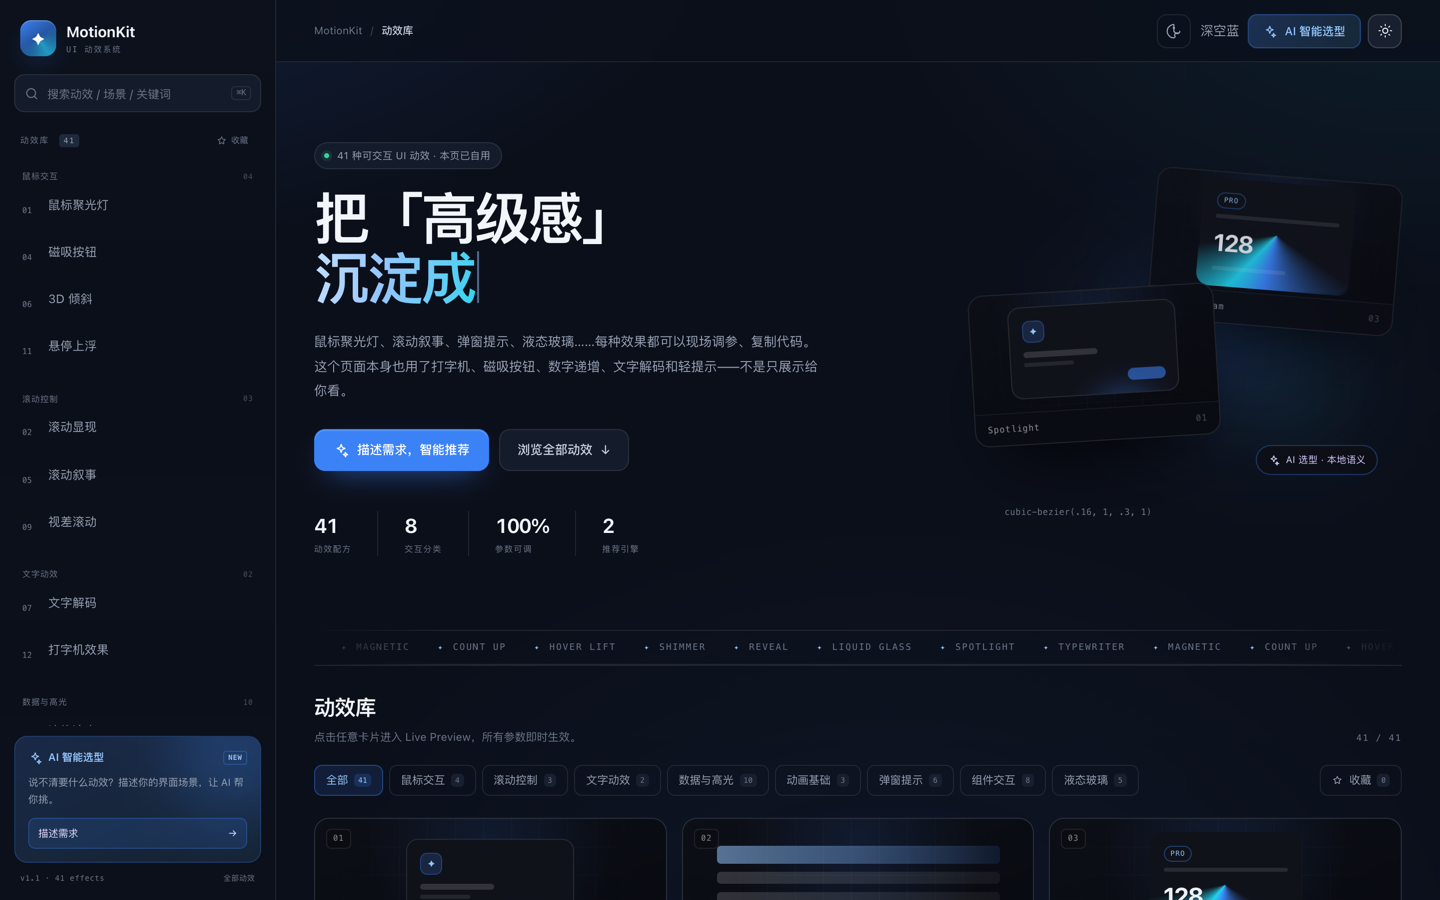 MotionKit
UI 动效系统
搜索动效 / 场景 / 关键词
⌘K
动效库 41
收藏
鼠标交互 04
01 鼠标聚光灯
04 磁吸按钮
06 3D 倾斜
11 悬停上浮
滚动控制 03
02 滚动显现
05 滚动叙事
09 视差滚动
文字动效 02
07 文字解码
12 打字机效果
数据与高光 10
AI 智能选型 NEW
说不清要什么动效？描述你的界面场景，让 AI 帮
你挑。
描述需求 →
v1.1 · 41 effects 全部动效
MotionKit / 动效库
深空蓝
AI 智能选型
41 种可交互 UI 动效 · 本页已自用
把「高级感」
沉淀成
鼠标聚光灯、滚动叙事、弹窗提示、液态玻璃……每种效果都可以现场调参、复制代码。
这个页面本身也用了打字机、磁吸按钮、数字递增、文字解码和轻提示——不是只展示给
你看。
描述需求，智能推荐
浏览全部动效 ↓
41 8 100% 2
动效配方 交互分类 参数可调 推荐引擎
PRO
128
am 03
Spotlight 01
AI 选型 · 本地语义
cubic-bezier(.16, 1, .3, 1)
MAGNETIC COUNT UP HOVER LIFT SHIMMER REVEAL LIQUID GLASS SPOTLIGHT TYPEWRITER MAGNETIC COUNT UP HOVER
动效库
点击任意卡片进入 Live Preview，所有参数即时生效。
41 / 41
全部 41 鼠标交互 4 滚动控制 3 文字动效 2 数据与高光 10 动画基础 3 弹窗提示 6 组件交互 8 液态玻璃 5 收藏 0
01 02 03
PRO
128